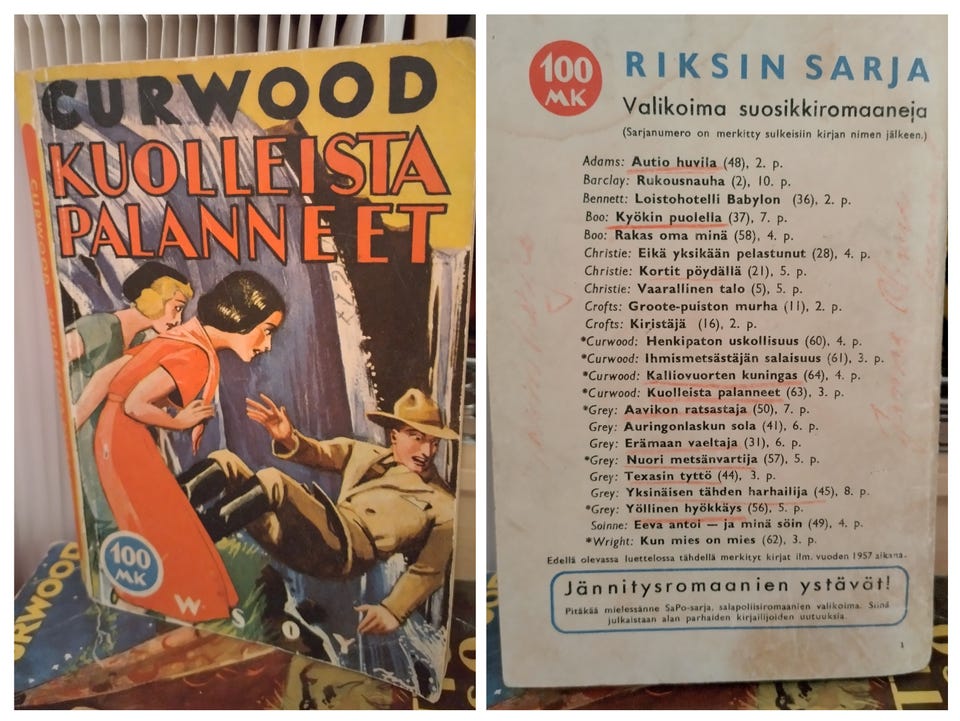 CURWOOD
KUOLLEISTA
PALANNEET
CURWOOD
100
MK
W S O Y
100
MK
RIKSIN SARJA
Valikoima suosikkiromaaneja
(Sarjanumero on merkitty sulkeisiin kirjan nimen jälkeen.)
Adams: Autio huvila (48), 2. p.
Barclay: Rukousnauha (2), 10. p.
Bennett: Loistohotelli Babylon (36), 2. p.
Boo: Kyökin puolella (37), 7. p.
Boo: Rakas oma minä (58), 4. p.
Christie: Eikä yksikään pelastunut (28), 4. p.
Christie: Kortit pöydällä (21), 5. p.
Christie: Vaarallinen talo (5), 5. p.
Crofts: Groote-puiston murha (11), 2. p.
Crofts: Kiristäjä (16), 2. p.
*Curwood: Henkipaton uskollisuus (60), 4. p.
*Curwood: Ihmismetsästäjän salaisuus (61), 3. p.
*Curwood: Kalliovuorten kuningas (64), 4. p.
*Curwood: Kuolleista palanneet (63), 3. p.
*Grey: Aavikon ratsastaja (50), 7. p.
Grey: Auringonlaskun sola (41), 6. p.
Grey: Erämaan vaeltaja (31), 6. p.
*Grey: Nuori metsänvartija (57), 5. p.
Grey: Texasin tyttö (44), 3. p.
Grey: Yksinäisen tähden harhailija (45), 8. p.
*Grey: Yöllinen hyökkäys (56), 5. p.
Soinne: Eeva antoi — ja minä söin (49), 4. p.
*Wright: Kun mies on mies (62), 3. p.
Edellä olevassa luettelossa tähdellä merkityt kirjat ilm. vuoden 1957 aikana.
Jännitysromaanien ystävät!
Pitäkää mielessänne SaPo-sarja, salapoliisiromaanien valikoima. Siinä
julkaistaan alan parhaiden kirjailijoiden uutuuksia.
1